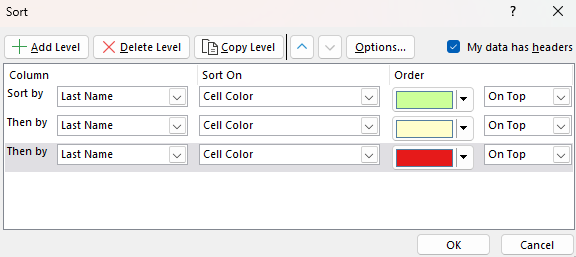 Sort ? ×
Add Level Delete Level Copy Level Options... My data has headers
Column Sort On Order
Sort by Last Name Cell Color On Top
Then by Last Name Cell Color On Top
Then by Last Name Cell Color On Top
OK Cancel